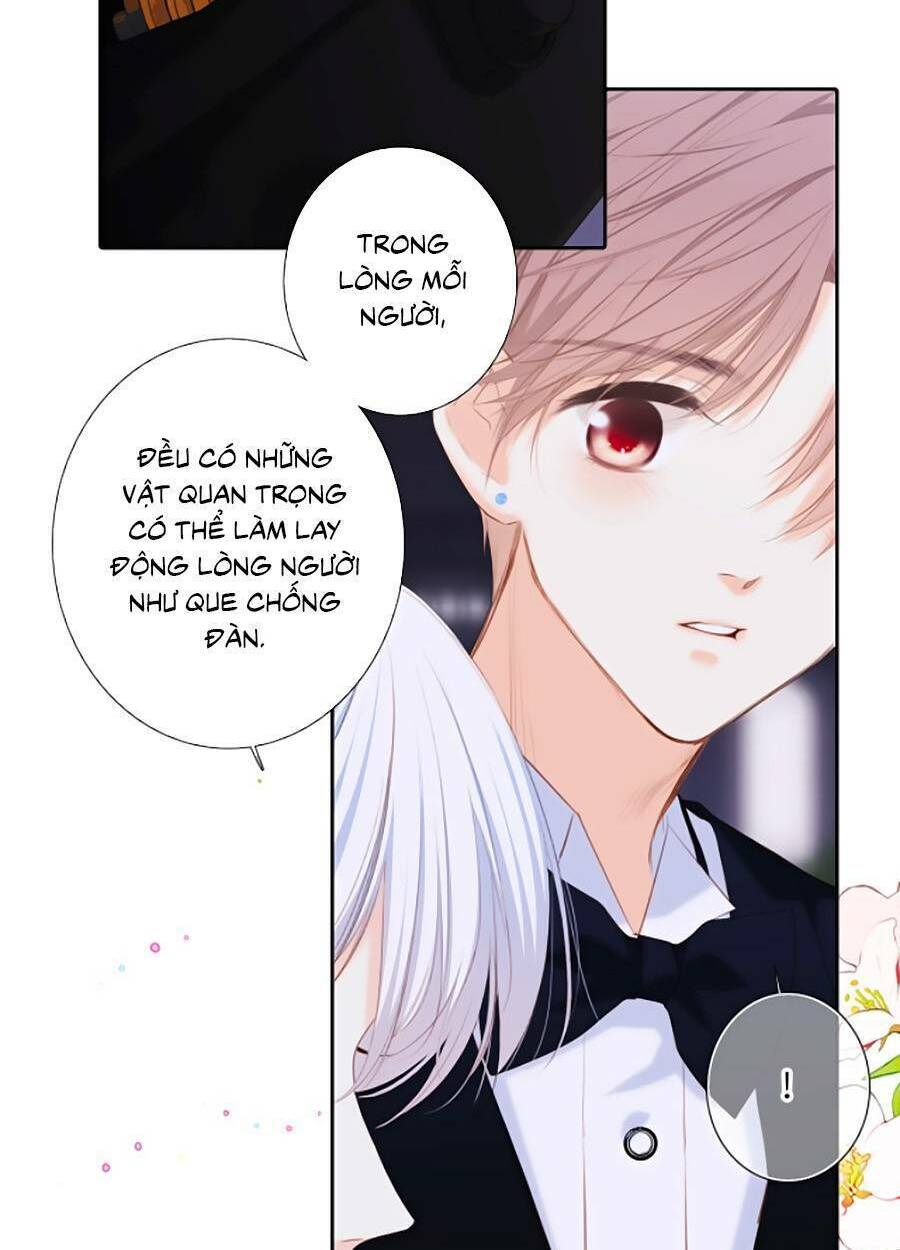 TRONG
LÒNG MỖI
NGƯỜI,
ĐỀU CÓ NHỮNG
VẬT QUAN TRỌNG
CÓ THỂ LÀM LAY
ĐỘNG LÒNG NGƯỜI
NHƯ QUE CHỐNG
ĐÀN.
!